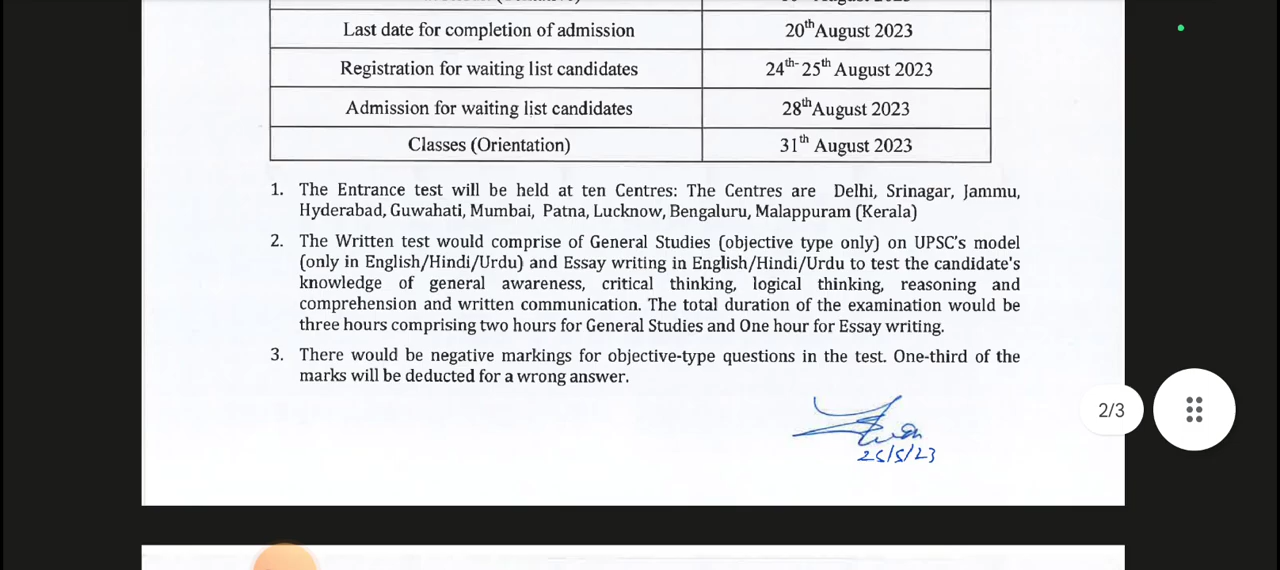 Last date for completion of admission 20th August 2023
Registration for waiting list candidates 24th- 25th August 2023
Admission for waiting list candidates 28th August 2023
Classes (Orientation) 31th August 2023
1. The Entrance test will be held at ten Centres: The Centres are Delhi, Srinagar, Jammu,
Hyderabad, Guwahati, Mumbai, Patna, Lucknow, Bengaluru, Malappuram (Kerala)
2. The Written test would comprise of General Studies (objective type only) on UPSC's model
(only in English/Hindi/Urdu) and Essay writing in English/Hindi/Urdu to test the candidate's
knowledge of general awareness, critical thinking, logical thinking, reasoning and
comprehension and written communication. The total duration of the examination would be
three hours comprising two hours for General Studies and One hour for Essay writing.
3. There would be negative markings for objective-type questions in the test. One-third of the
marks will be deducted for a wrong answer.
2/3
25/5/23